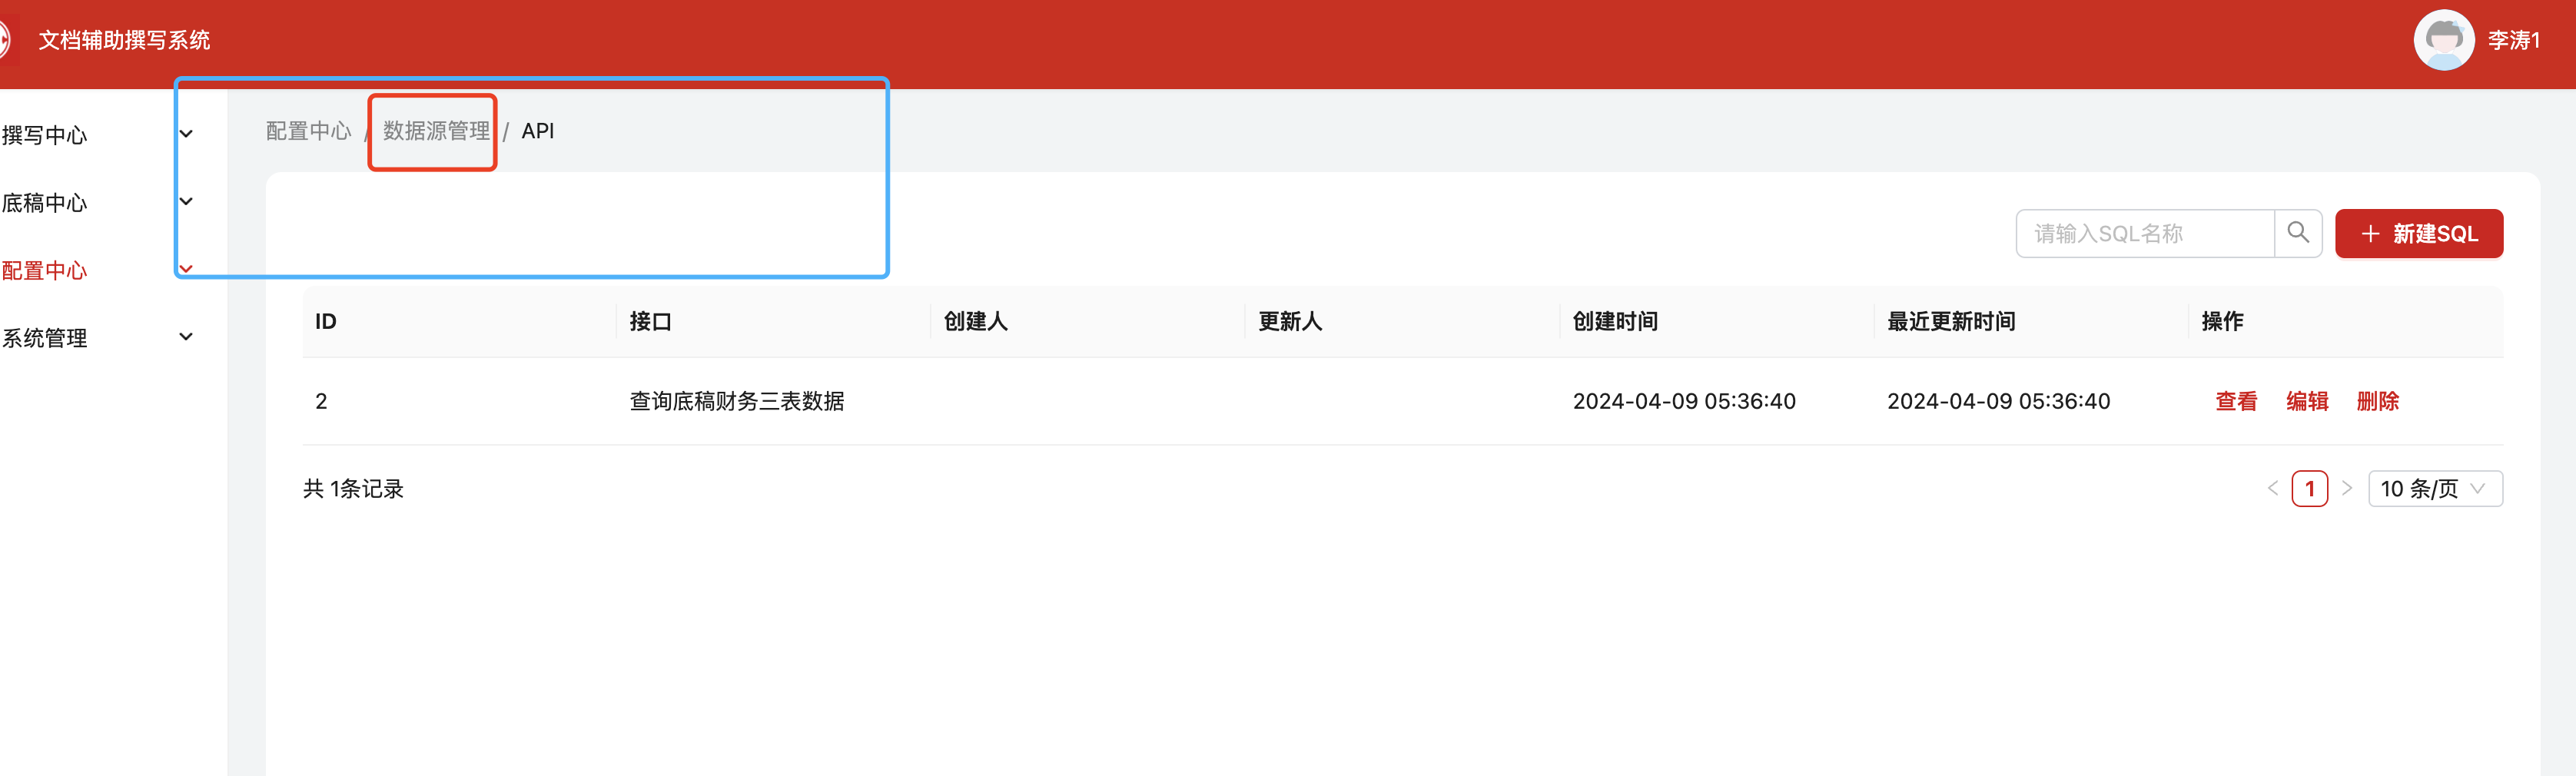 文档辅助撰写系统
李涛1
撰写中心
底稿中心
配置中心
系统管理
配置中心 / 数据源管理 / API
请输入SQL名称
新建SQL
ID 接口 创建人 更新人 创建时间 最近更新时间 操作
2 查询底稿财务三表数据 2024-04-09 05:36:40 2024-04-09 05:36:40 查看 编辑 删除
共 1条记录
1
10 条/页